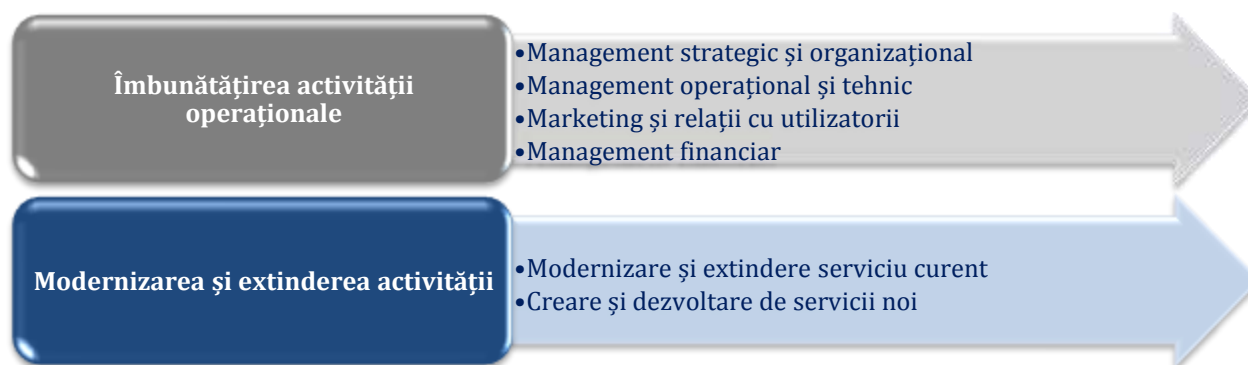 Îmbunătățirea activității
operaționale
•Management strategic și organizațional
•Management operațional și tehnic
•Marketing și relații cu utilizatorii
•Management financiar
Modernizarea și extinderea activității
•Modernizare și extindere serviciu curent
•Creare și dezvoltare de servicii noi